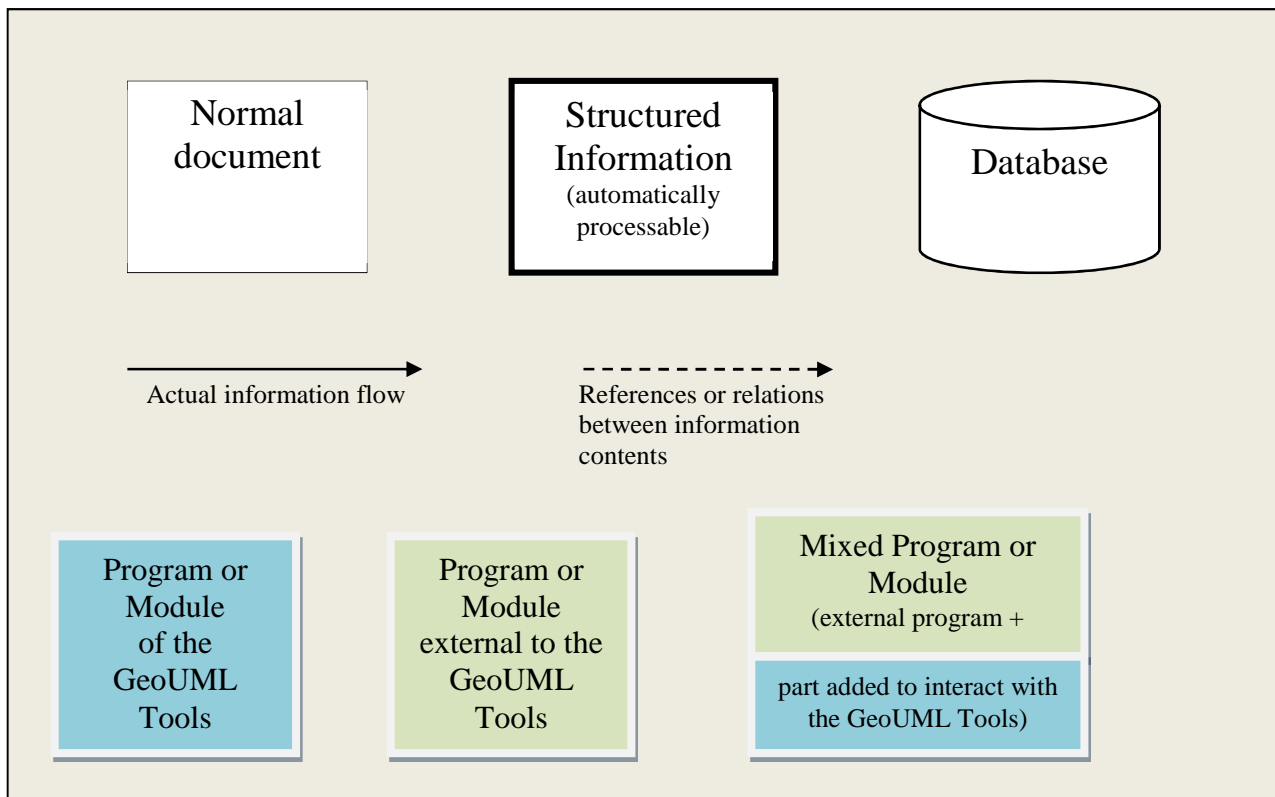 Normal
document
Structured
Information
(automatically
processable)
Database
Actual information flow
References or relations
between information
contents
Program or
Module
of the
GeoUML
Tools
Program or
Module
external to the
GeoUML
Tools
Mixed Program or
Module
(external program +
part added to interact with
the GeoUML Tools)